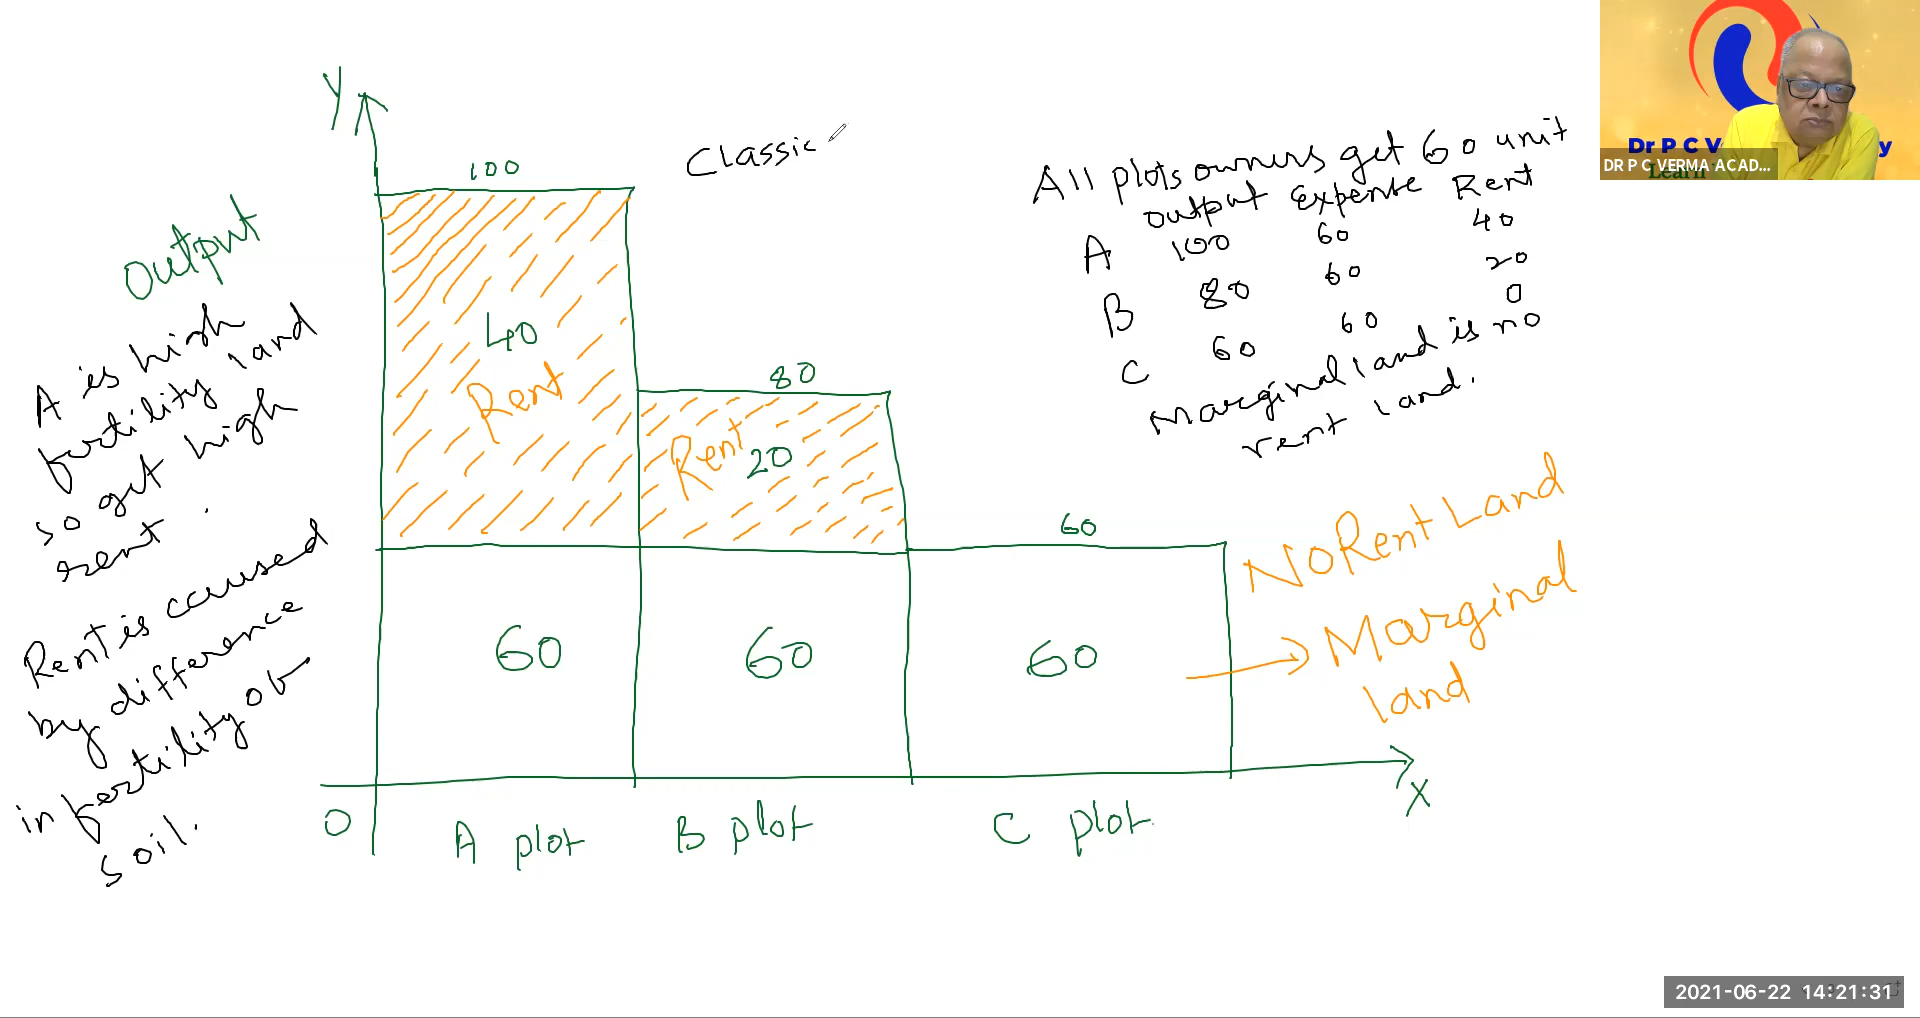 Y
100
Classic
Output
40
Rent
80
Rent
20
60
60
60
60
O
A plot
B plot
C plot
X
A is high
fertility land
so get high
rent.
Rent is caused
by difference
in fertility of
soil.
All plots owners get 60 unit
output Expense Rent
A 100 60 40
B 80 60 20
C 60 60 0
Marginal land is no
rent land.
No Rent Land
Marginal
land
Dr P C V
y
Learn
DR P C VERMA ACAD...
2021-06-22 14:21:31